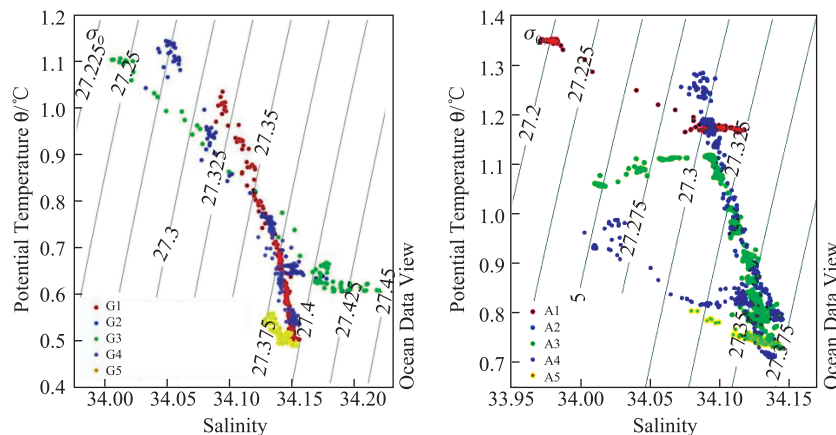 1.2
1.1
1.0
0.9
0.8
0.7
0.6
0.5
0.4
Potential Temperature θ/℃
σ₀
27.225
27.25
27.325
27.35
27.3
27.375
27.4
27.425
27.45
G1
G2
G3
G4
G5
34.00
34.05
34.10
34.15
34.20
Salinity
Ocean Data View
1.4
1.3
1.2
1.1
1.0
0.9
0.8
0.7
Potential Temperature θ/℃
σ₀
27.2
27.225
27.325
27.3
27.275
5
27.35
27.375
A1
A2
A3
A4
A5
33.95
34.00
34.05
34.10
34.15
Salinity
Ocean Data View